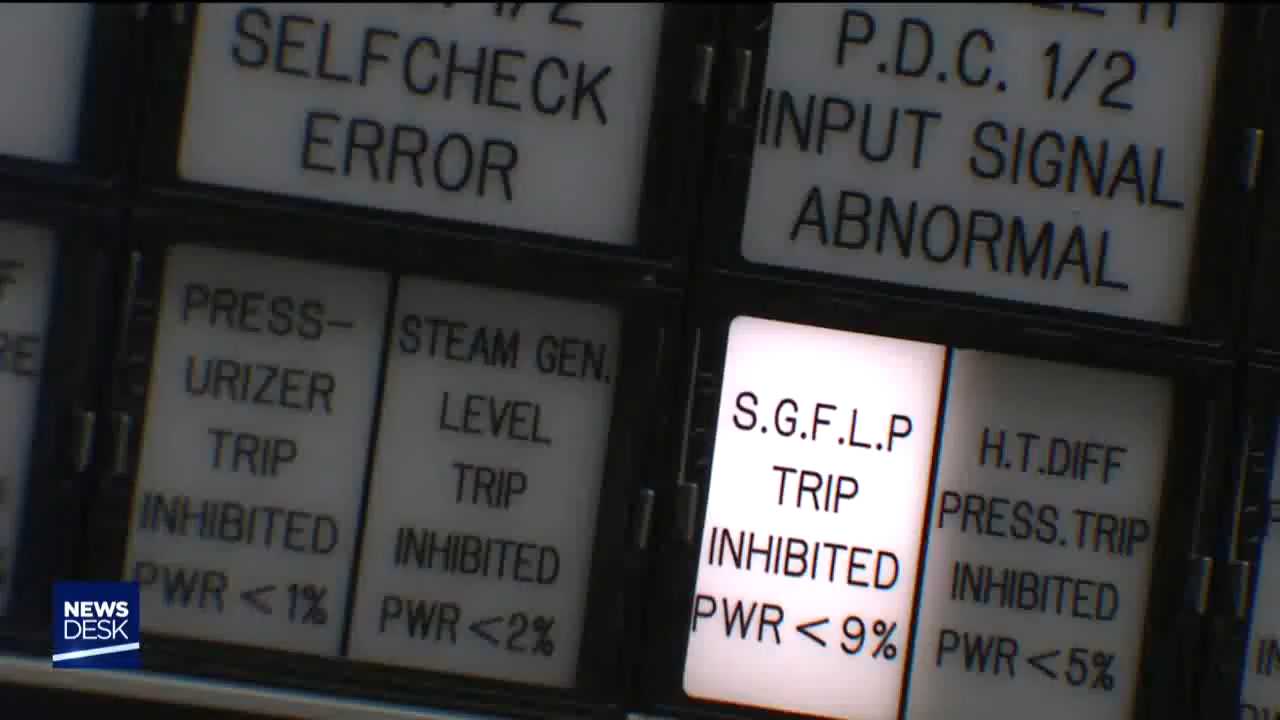 SELFCHECK
ERROR
P.D.C. 1/2
INPUT SIGNAL
ABNORMAL
PRESS-
URIZER
TRIP
INHIBITED
PWR < 1%
STEAM GEN.
LEVEL
TRIP
INHIBITED
PWR < 2%
S.G.F.L.P
TRIP
INHIBITED
PWR < 9%
H.T.DIFF
PRESS.TRIP
INHIBITED
PWR < 5%
NEWS
DESK